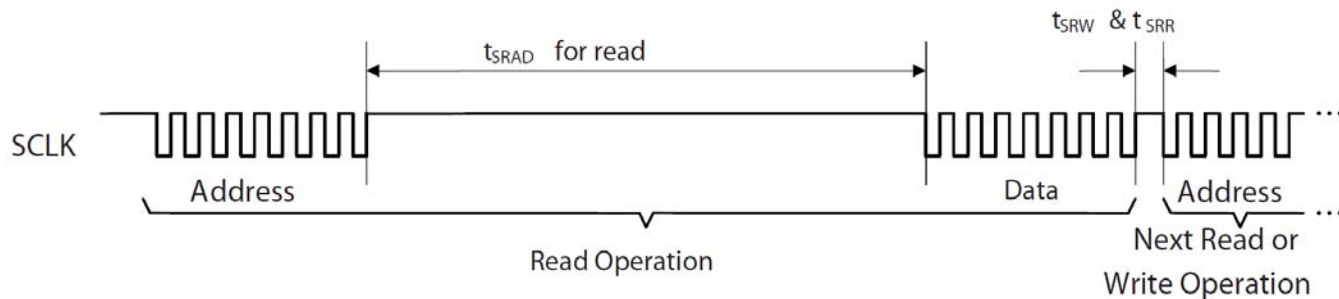 tSRW & tSRR
tSRAD for read
SCLK
...
Address
Data
Address
...
Read Operation
Next Read or
Write Operation